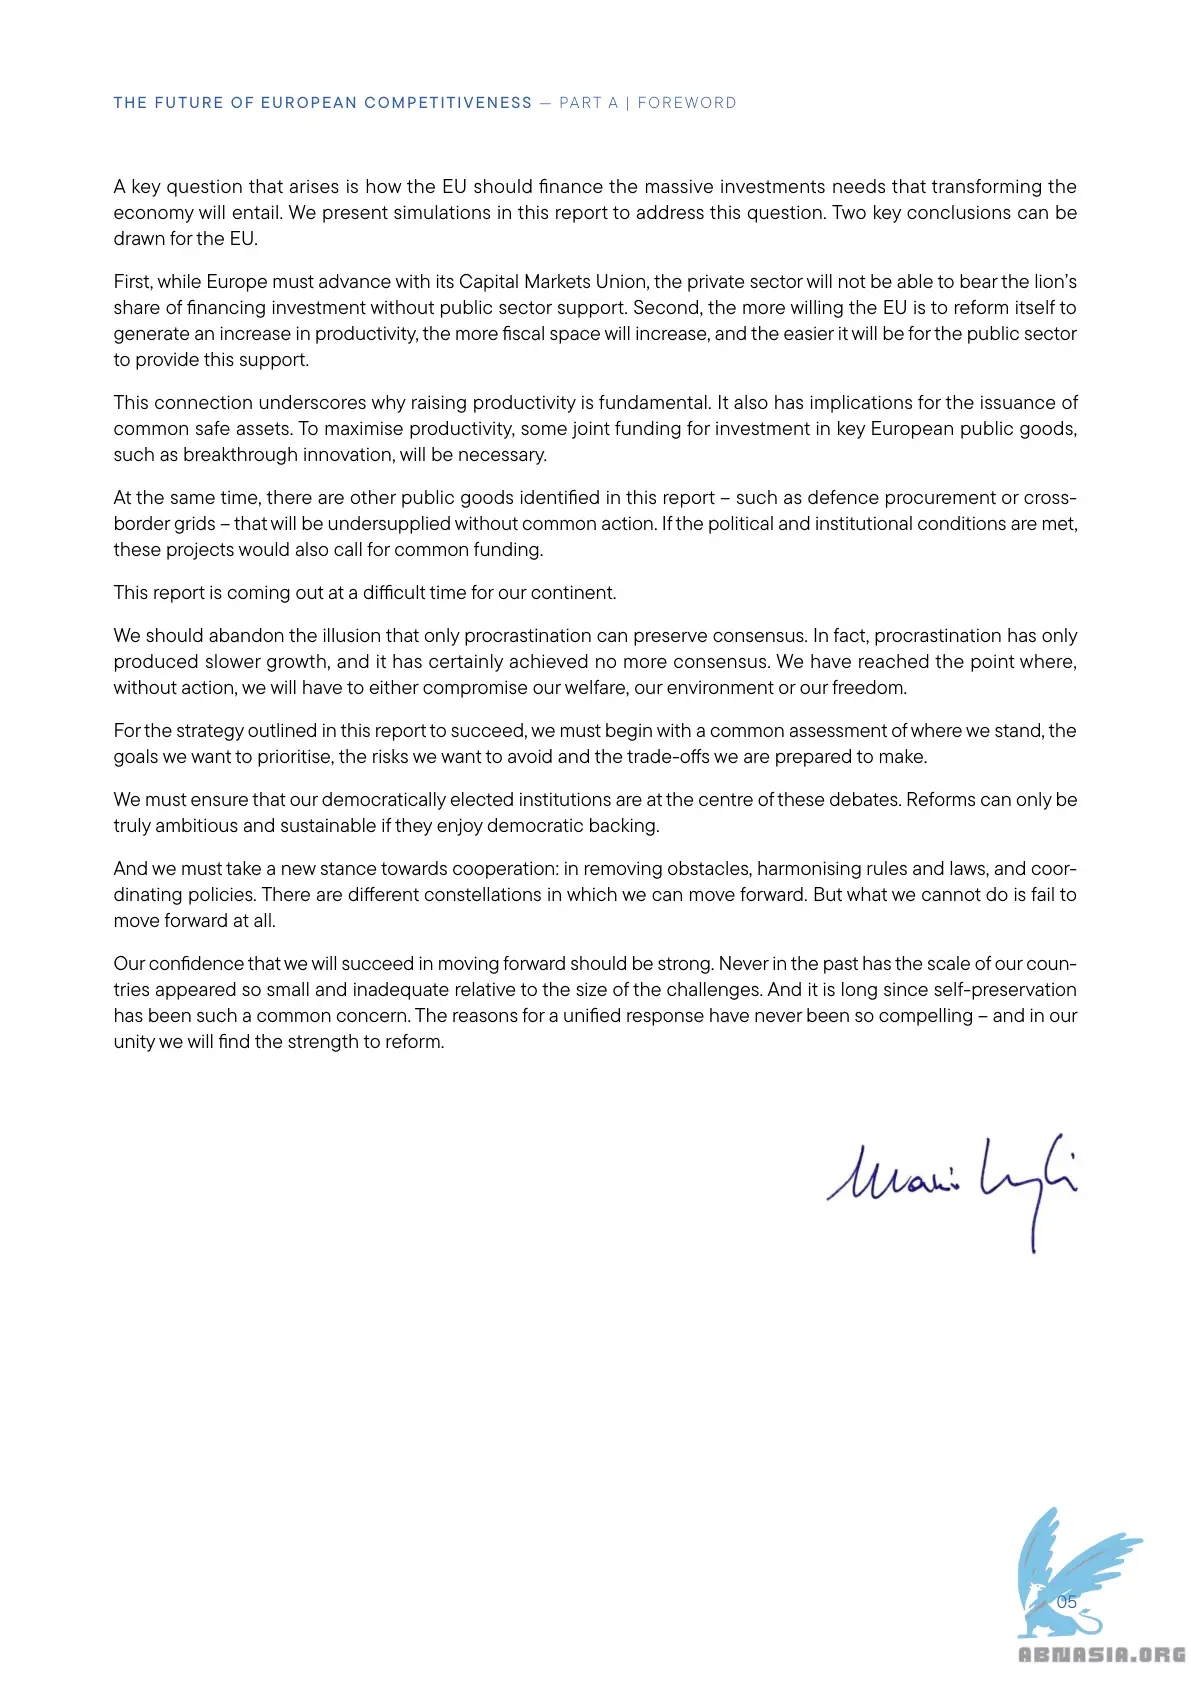 THE FUTURE OF EUROPEAN COMPETITIVENESS — PART A | FOREWORD
A key question that arises is how the EU should finance the massive investments needs that transforming the
economy will entail. We present simulations in this report to address this question. Two key conclusions can be
drawn for the EU.
First, while Europe must advance with its Capital Markets Union, the private sector will not be able to bear the lion’s
share of financing investment without public sector support. Second, the more willing the EU is to reform itself to
generate an increase in productivity, the more fiscal space will increase, and the easier it will be for the public sector
to provide this support.
This connection underscores why raising productivity is fundamental. It also has implications for the issuance of
common safe assets. To maximise productivity, some joint funding for investment in key European public goods,
such as breakthrough innovation, will be necessary.
At the same time, there are other public goods identified in this report – such as defence procurement or cross-
border grids – that will be undersupplied without common action. If the political and institutional conditions are met,
these projects would also call for common funding.
This report is coming out at a difficult time for our continent.
We should abandon the illusion that only procrastination can preserve consensus. In fact, procrastination has only
produced slower growth, and it has certainly achieved no more consensus. We have reached the point where,
without action, we will have to either compromise our welfare, our environment or our freedom.
For the strategy outlined in this report to succeed, we must begin with a common assessment of where we stand, the
goals we want to prioritise, the risks we want to avoid and the trade-offs we are prepared to make.
We must ensure that our democratically elected institutions are at the centre of these debates. Reforms can only be
truly ambitious and sustainable if they enjoy democratic backing.
And we must take a new stance towards cooperation: in removing obstacles, harmonising rules and laws, and coor-
dinating policies. There are different constellations in which we can move forward. But what we cannot do is fail to
move forward at all.
Our confidence that we will succeed in moving forward should be strong. Never in the past has the scale of our coun-
tries appeared so small and inadequate relative to the size of the challenges. And it is long since self-preservation
has been such a common concern. The reasons for a unified response have never been so compelling – and in our
unity we will find the strength to reform.
05
ABNASIA.ORG